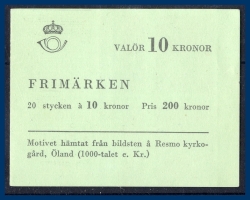 VALÖR 10 KRONOR
FRIMÄRKEN
20 stycken à 10 kronor Pris 200 kronor
Motivet hämtat från bildsten å Resmo kyrko-
gård, Öland (1000-talet e. Kr.)